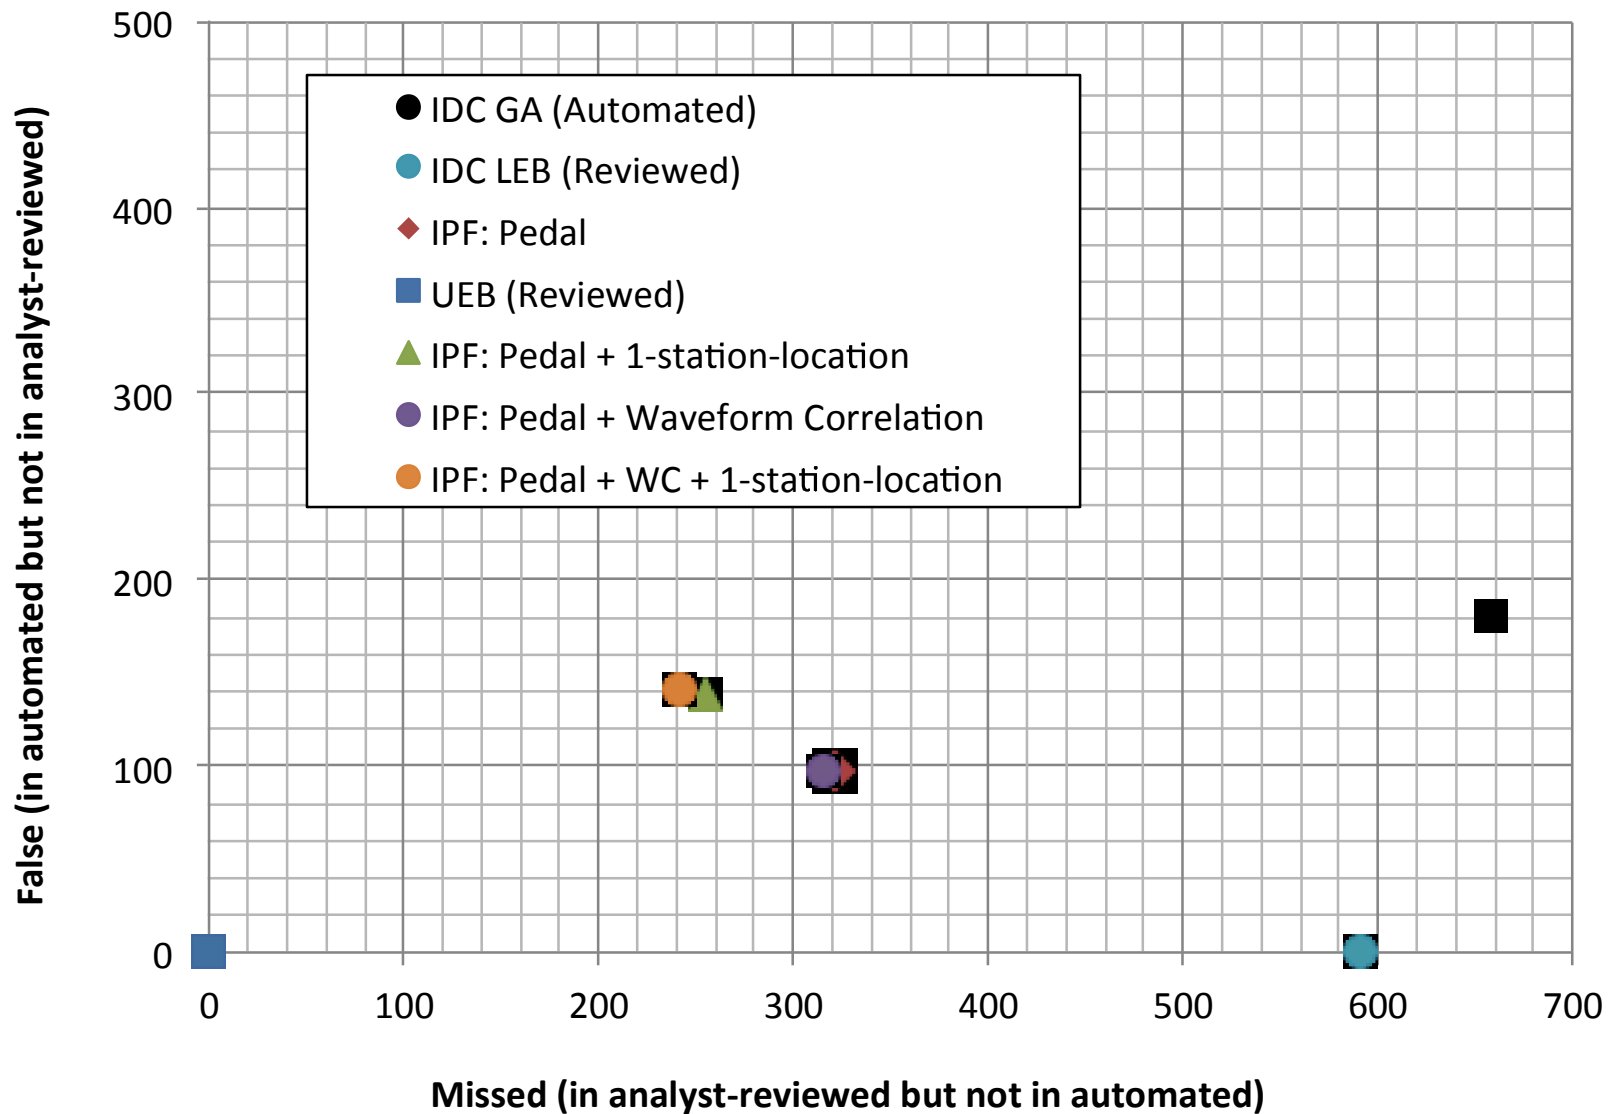 500
400
300
200
100
0
False (in automated but not in analyst-reviewed)
IDC GA (Automated)
IDC LEB (Reviewed)
IPF: Pedal
UEB (Reviewed)
IPF: Pedal + 1-station-location
IPF: Pedal + Waveform Correlation
IPF: Pedal + WC + 1-station-location
0 100 200 300 400 500 600 700
Missed (in analyst-reviewed but not in automated)